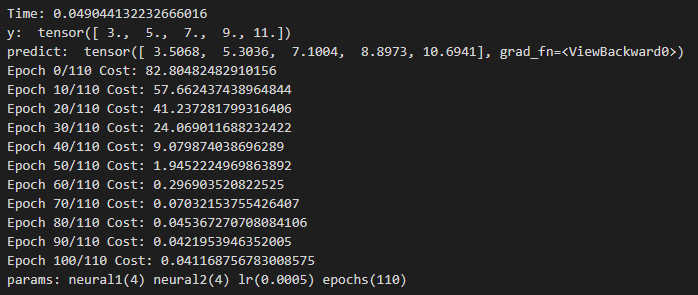 Time: 0.049044132232666016
y:  tensor([ 3.,  5.,  7.,  9., 11.])
predict:  tensor([ 3.5068,  5.3036,  7.1004,  8.8973, 10.6941], grad_fn=<ViewBackward0>)
Epoch 0/110 Cost: 82.80482482910156
Epoch 10/110 Cost: 57.662437438964844
Epoch 20/110 Cost: 41.237281799316406
Epoch 30/110 Cost: 24.069011688232422
Epoch 40/110 Cost: 9.079874038696289
Epoch 50/110 Cost: 1.9452224969863892
Epoch 60/110 Cost: 0.296903520822525
Epoch 70/110 Cost: 0.07032153755426407
Epoch 80/110 Cost: 0.045367270708084106
Epoch 90/110 Cost: 0.0421953946352005
Epoch 100/110 Cost: 0.041168756783008575
params: neural1(4) neural2(4) lr(0.0005) epochs(110)